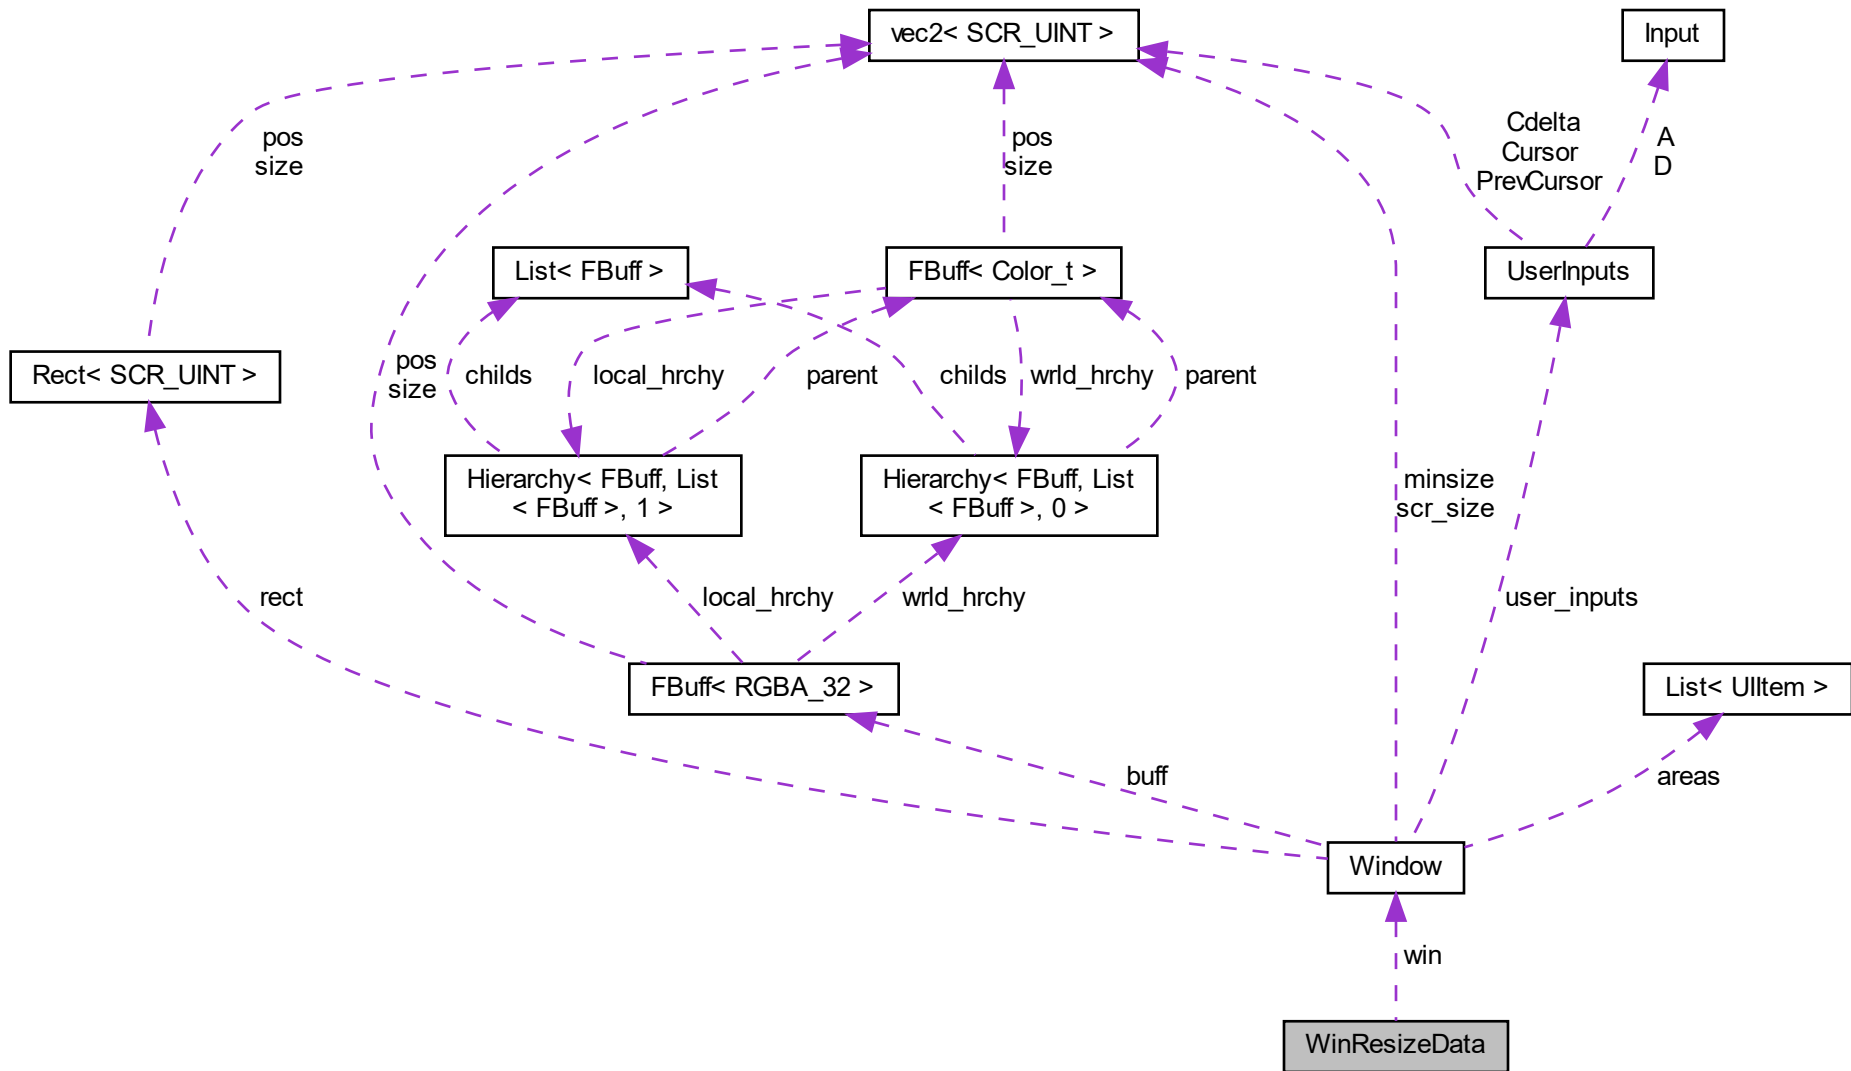 vec2< SCR_UINT >
Input
pos
size
pos
size
Cdelta
Cursor
PrevCursor
A
D
List< FBuff >
FBuff< Color_t >
UserInputs
Rect< SCR_UINT >
pos
size
childs
local_hrchy
parent
childs
wrld_hrchy
parent
Hierarchy< FBuff, List
< FBuff >, 1 >
Hierarchy< FBuff, List
< FBuff >, 0 >
minsize
scr_size
rect
local_hrchy
wrld_hrchy
user_inputs
FBuff< RGBA_32 >
List< UIItem >
buff
areas
Window
win
WinResizeData